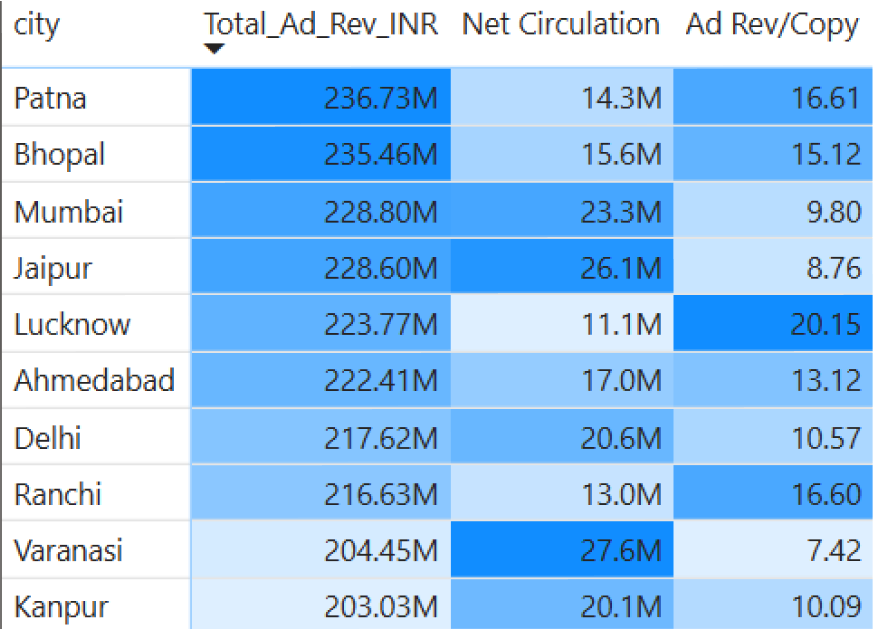 city Total_Ad_Rev_INR Net Circulation Ad Rev/Copy
Patna 236.73M 14.3M 16.61
Bhopal 235.46M 15.6M 15.12
Mumbai 228.80M 23.3M 9.80
Jaipur 228.60M 26.1M 8.76
Lucknow 223.77M 11.1M 20.15
Ahmedabad 222.41M 17.0M 13.12
Delhi 217.62M 20.6M 10.57
Ranchi 216.63M 13.0M 16.60
Varanasi 204.45M 27.6M 7.42
Kanpur 203.03M 20.1M 10.09